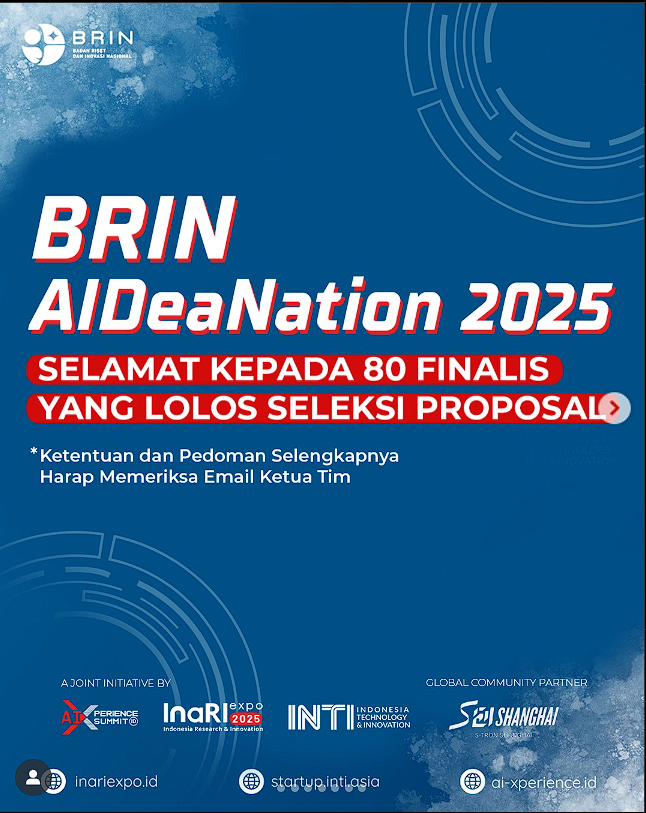 BRIN
BADAN RISET
DAN INOVASI NASIONAL
BRIN
AIDeaNation 2025
SELAMAT KEPADA 80 FINALIS
YANG LOLOS SELEKSI PROPOSAL
*Ketentuan dan Pedoman Selengkapnya
Harap Memeriksa Email Ketua Tim
A JOINT INITIATIVE BY
GLOBAL COMMUNITY PARTNER
AI XPERIENCE
SUMMIT
InaRI expo
2025
Indonesia Research & Innovation
INTI INDONESIA
TECHNOLOGY
& INNOVATION
SHANGHAI
inariexpo.id
startup.inti.asia
ai-xperience.id